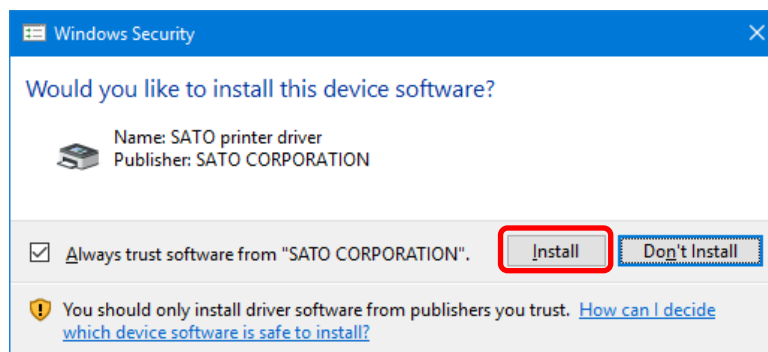 Windows Security
Would you like to install this device software?
Name: SATO printer driver
Publisher: SATO CORPORATION
Always trust software from "SATO CORPORATION". Install Don't Install
You should only install driver software from publishers you trust. How can I decide
which device software is safe to install?